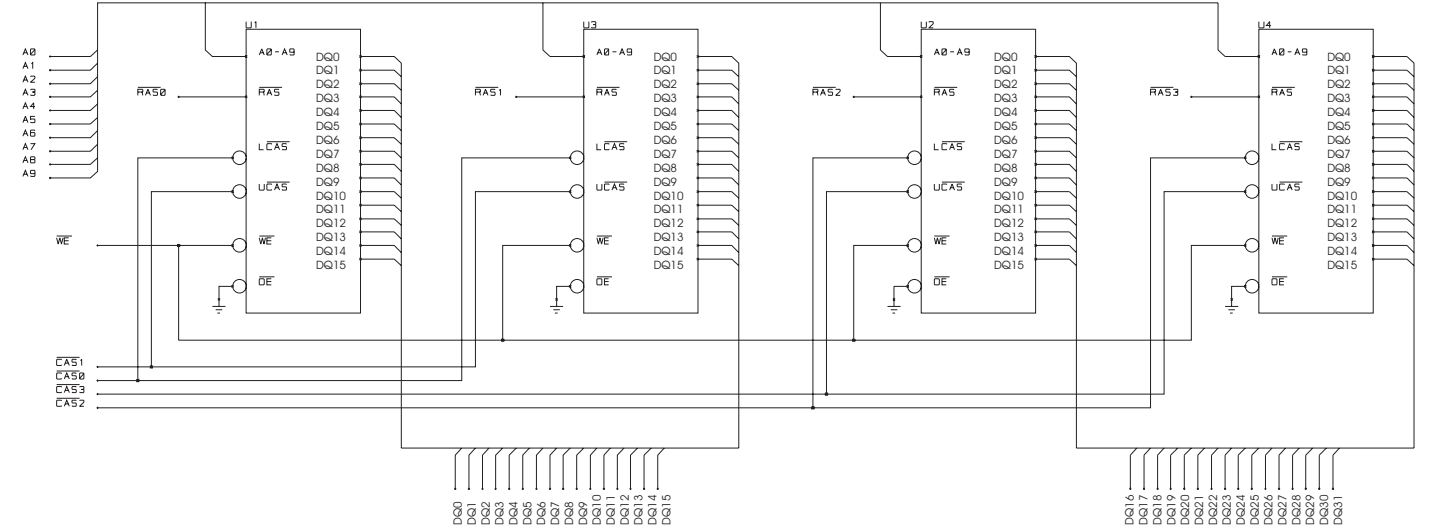 U1
U3
U2
U4
A0
A1
A2
A3
A4
A5
A6
A7
A8
A9
RAS0
A0-A9
RAS
LCAS
UCAS
WE
OE
DQ0
DQ1
DQ2
DQ3
DQ4
DQ5
DQ6
DQ7
DQ8
DQ9
DQ10
DQ11
DQ12
DQ13
DQ14
DQ15
RAS1
A0-A9
RAS
LCAS
UCAS
WE
OE
DQ0
DQ1
DQ2
DQ3
DQ4
DQ5
DQ6
DQ7
DQ8
DQ9
DQ10
DQ11
DQ12
DQ13
DQ14
DQ15
RAS2
A0-A9
RAS
LCAS
UCAS
WE
OE
DQ0
DQ1
DQ2
DQ3
DQ4
DQ5
DQ6
DQ7
DQ8
DQ9
DQ10
DQ11
DQ12
DQ13
DQ14
DQ15
RAS3
A0-A9
RAS
LCAS
UCAS
WE
OE
DQ0
DQ1
DQ2
DQ3
DQ4
DQ5
DQ6
DQ7
DQ8
DQ9
DQ10
DQ11
DQ12
DQ13
DQ14
DQ15
WE
CAS1
CAS0
CAS3
CAS2
DQ0
DQ1
DQ2
DQ3
DQ4
DQ5
DQ6
DQ7
DQ8
DQ9
DQ10
DQ11
DQ12
DQ13
DQ14
DQ15
DQ16
DQ17
DQ18
DQ19
DQ20
DQ21
DQ22
DQ23
DQ24
DQ25
DQ26
DQ27
DQ28
DQ29
DQ30
DQ31